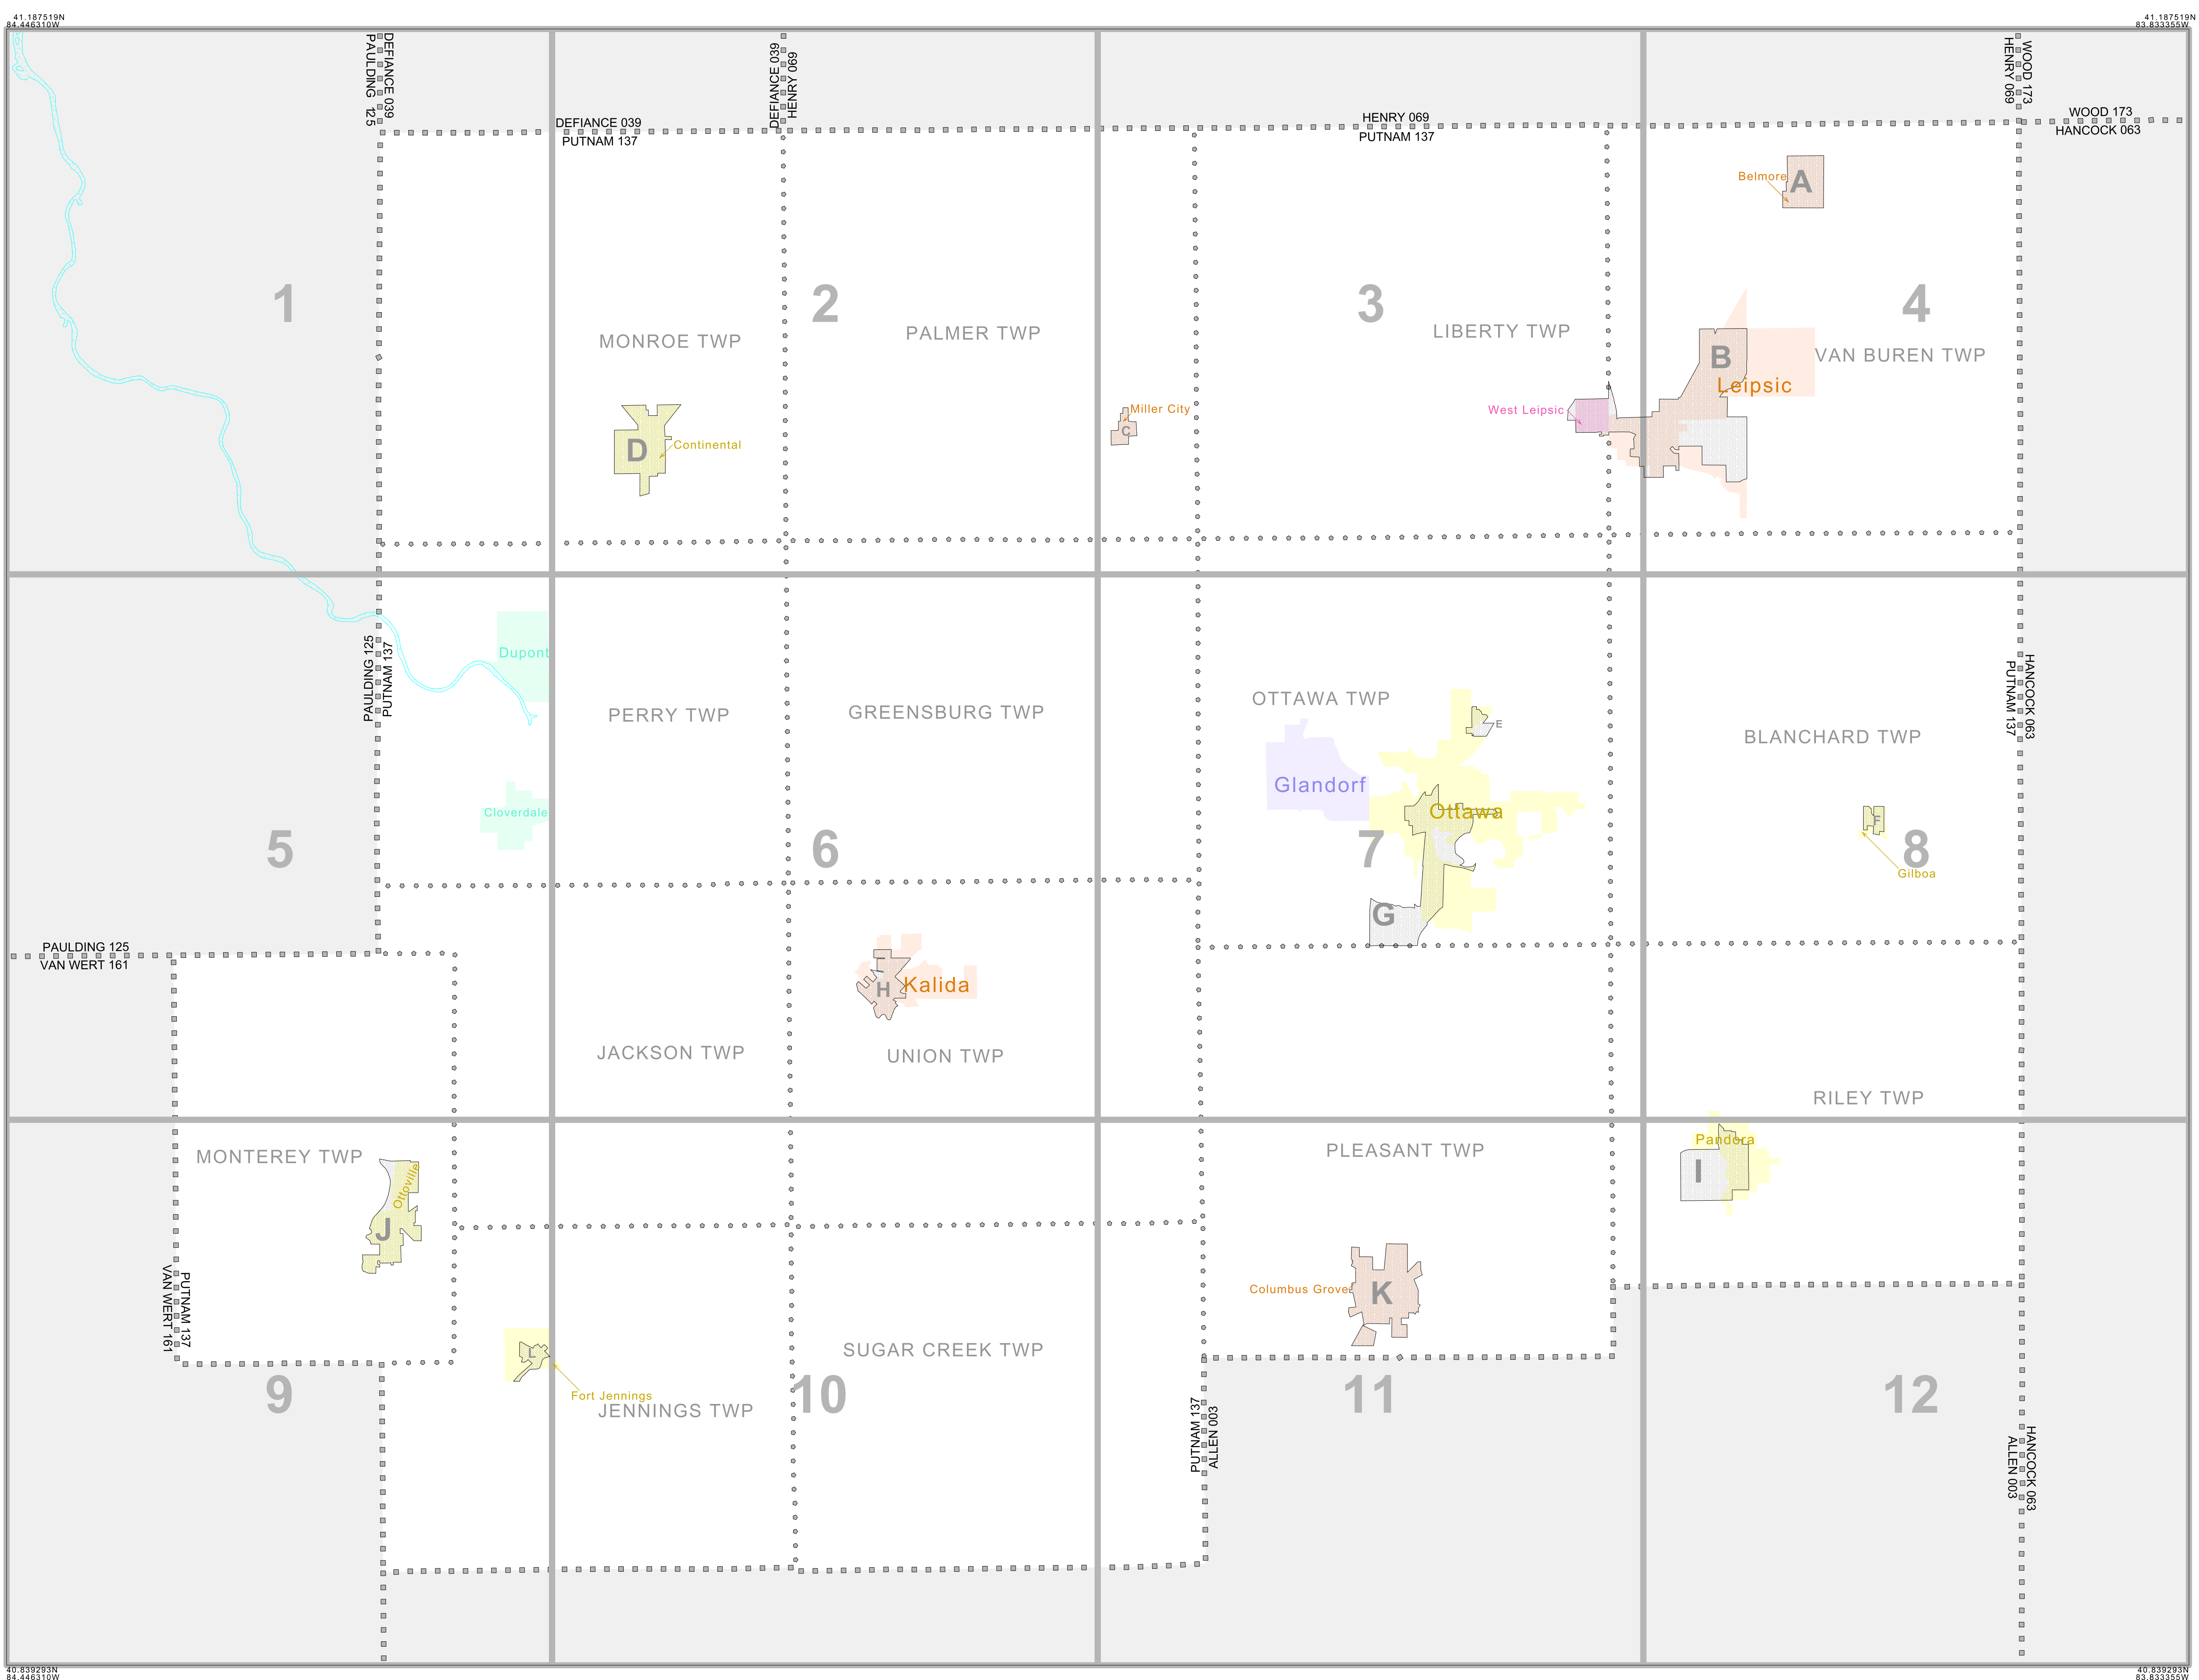 41.187519N
84.446310W
41.187519N
83.833355W
PAULDING 125
DEFIANCE 039
DEFIANCE 039
HENRY 069
HENRY 069
WOOD 173
DEFIANCE 039
PUTNAM 137
HENRY 069
PUTNAM 137
WOOD 173
HANCOCK 063
Belmore
A
1
2
3
4
MONROE TWP
PALMER TWP
LIBERTY TWP
B
VAN BUREN TWP
Leipsic
Miller City
West Leipsic
C
D
Continental
Dupont
PAULDING 125
PUTNAM 137
HANCOCK 063
PUTNAM 137
PERRY TWP
GREENSBURG TWP
OTTAWA TWP
E
BLANCHARD TWP
Glandorf
Cloverdale
Ottawa
F
5
6
7
8
Gilboa
G
PAULDING 125
VAN WERT 161
H
Kalida
JACKSON TWP
UNION TWP
RILEY TWP
MONTEREY TWP
PLEASANT TWP
Pandora
I
Ottoville
J
VAN WERT 161
PUTNAM 137
Columbus Grove
K
L
SUGAR CREEK TWP
Fort Jennings
JENNINGS TWP
9
10
11
12
PUTNAM 137
ALLEN 003
ALLEN 003
HANCOCK 063
40.839293N
84.446310W
40.839293N
83.833355W